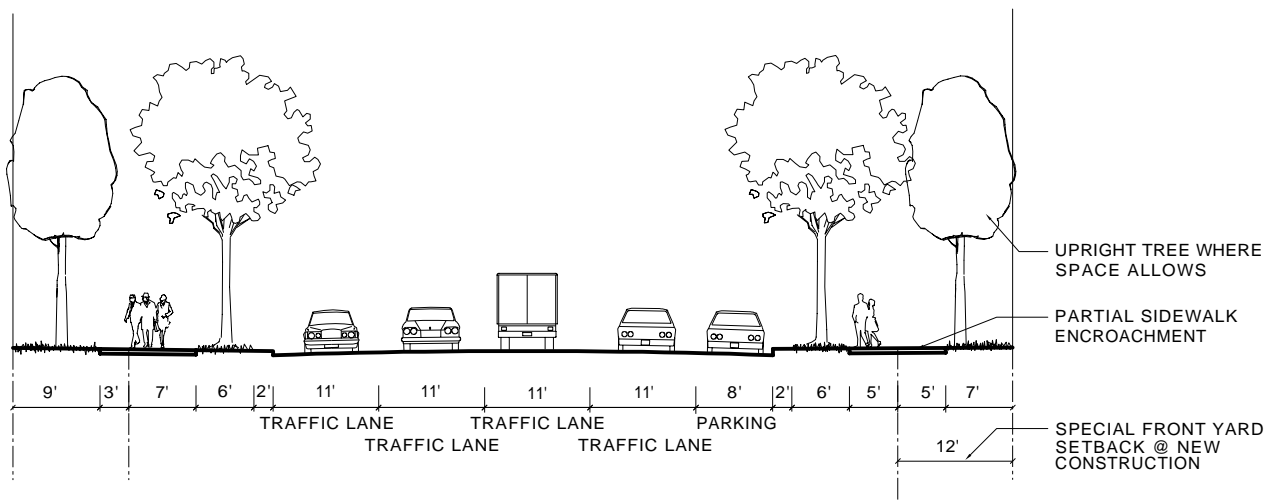 UPRIGHT TREE WHERE
SPACE ALLOWS
PARTIAL SIDEWALK
ENCROACHMENT
9' 3' 7' 6' 2' 11' 11' 11' 11' 8' 2' 6' 5' 5' 7'
TRAFFIC LANE TRAFFIC LANE PARKING
TRAFFIC LANE TRAFFIC LANE
12'
SPECIAL FRONT YARD
SETBACK @ NEW
CONSTRUCTION